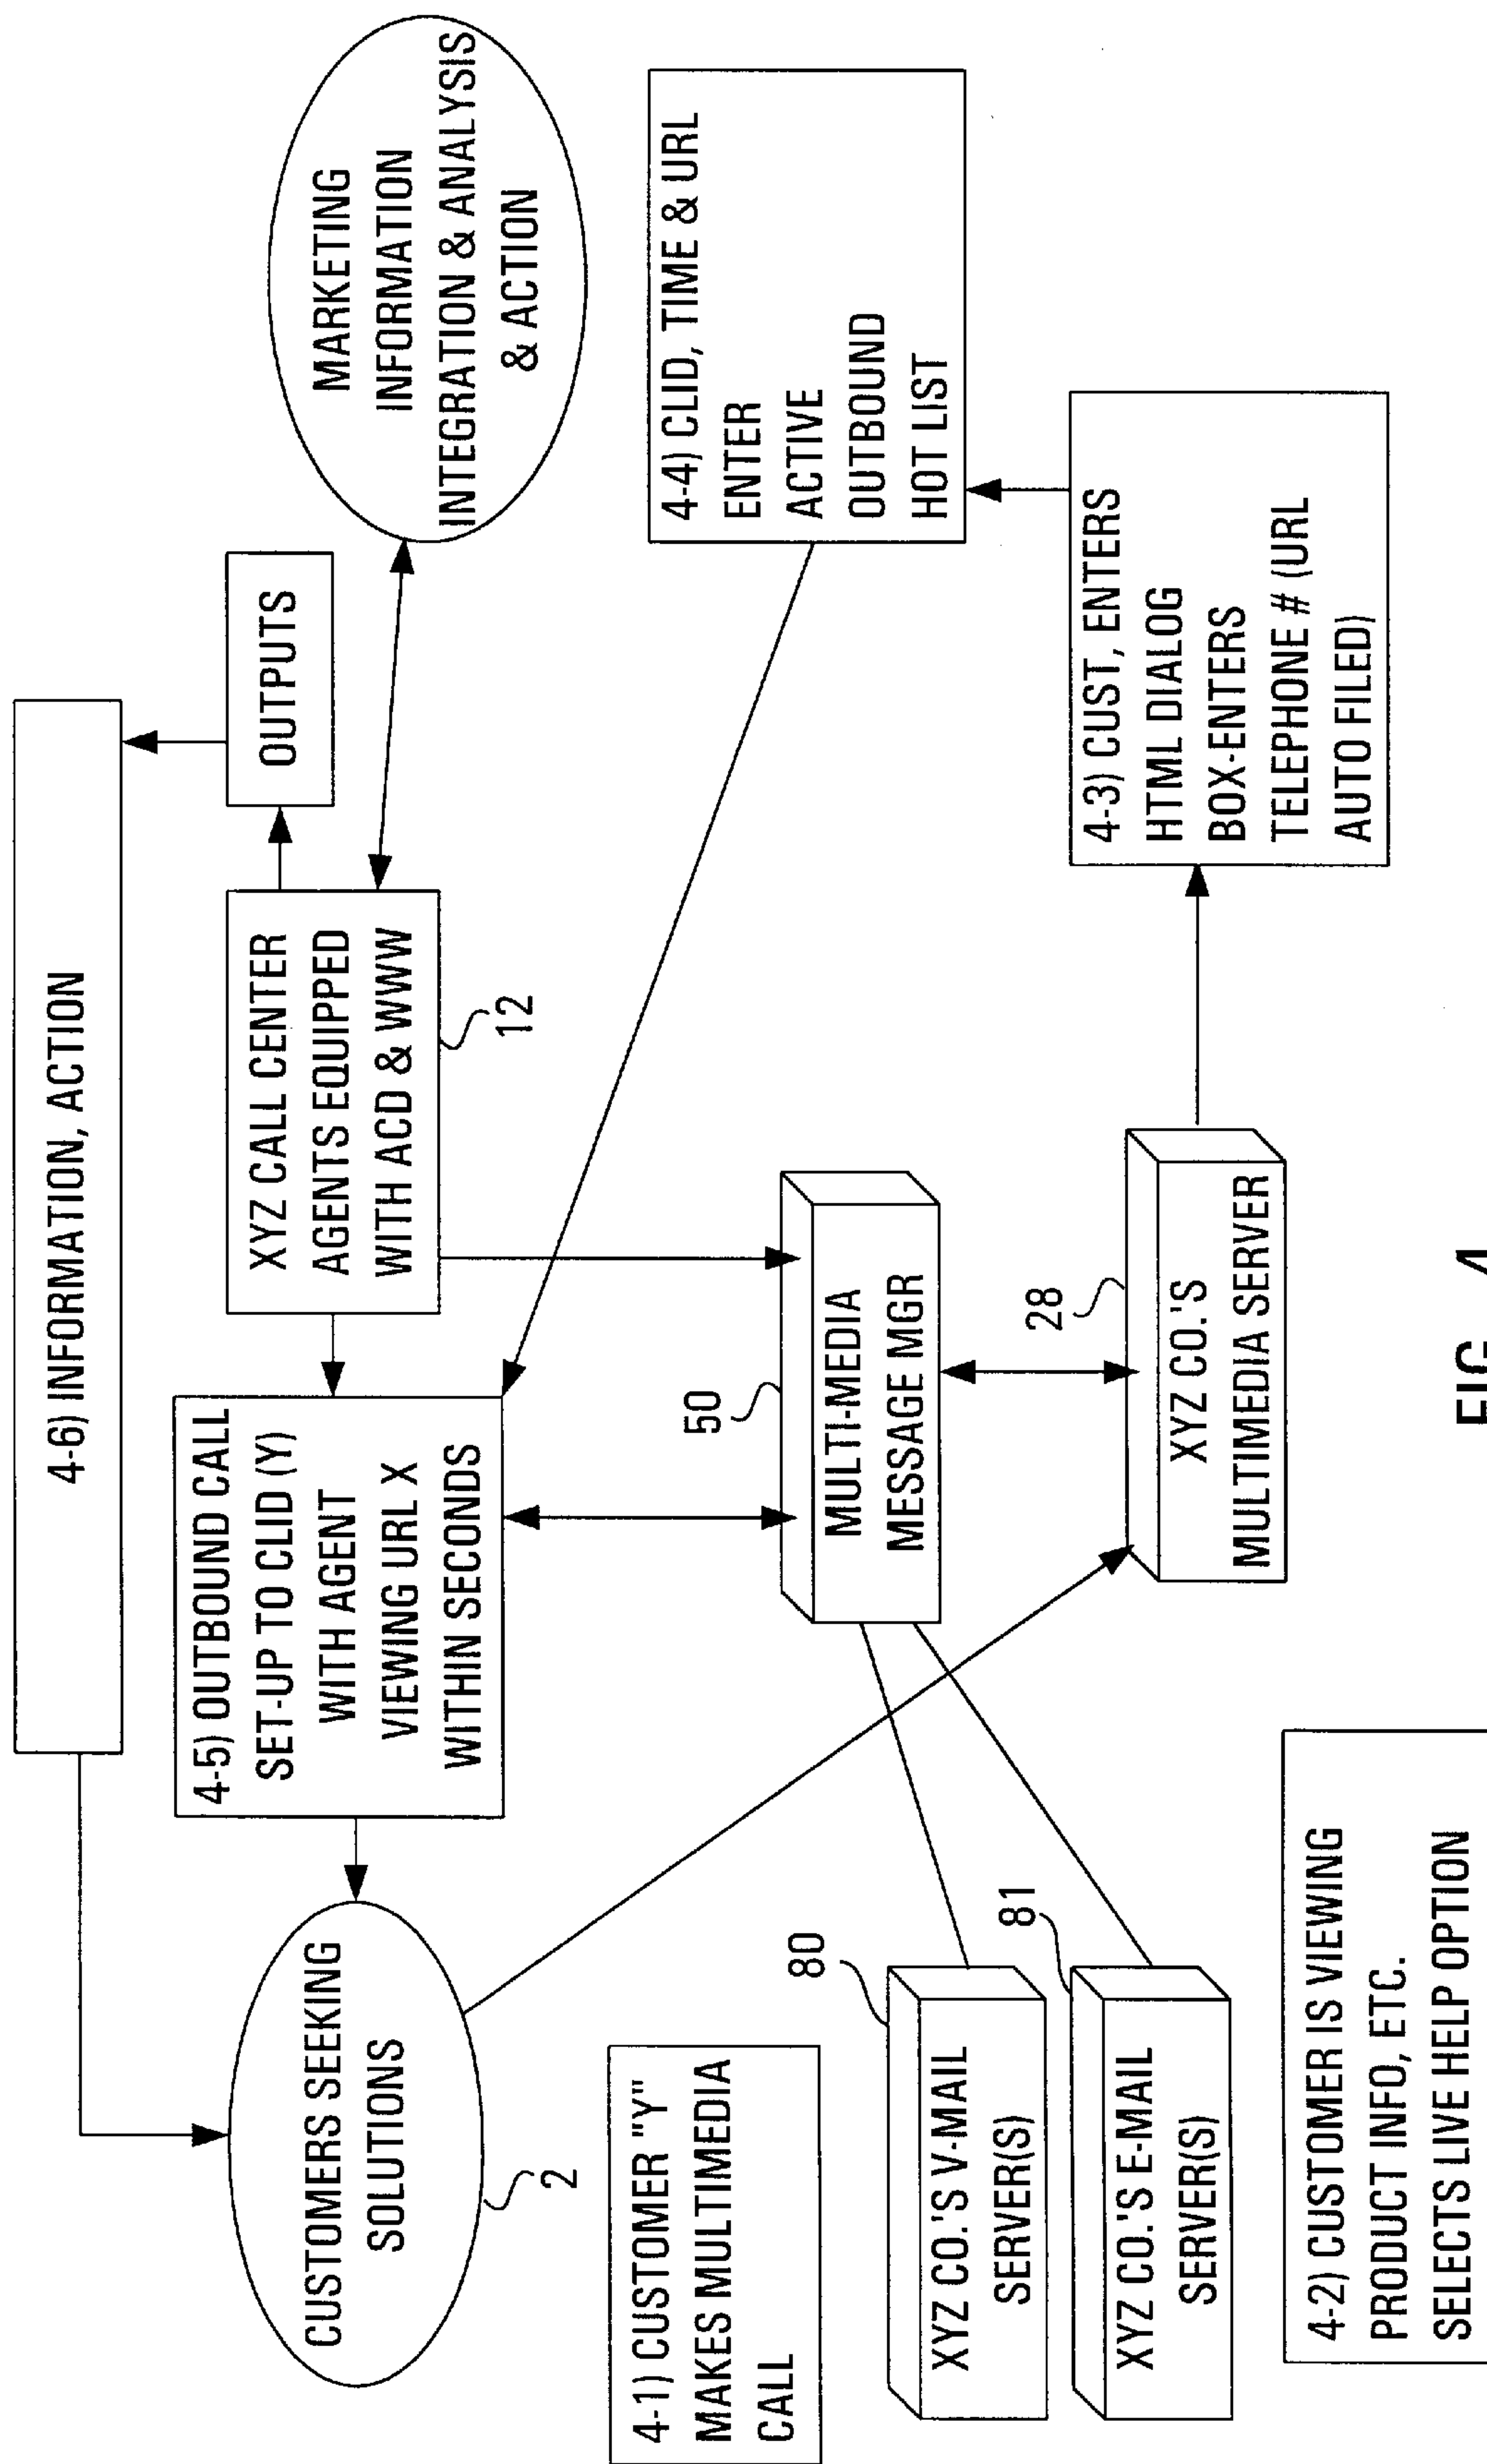 4-6) INFORMATION, ACTION
CUSTOMERS SEEKING
SOLUTIONS
2
4-5) OUTBOUND CALL
SET-UP TO CLID (Y)
WITH AGENT
VIEWING URL X
WITHIN SECONDS
XYZ CALL CENTER
AGENTS EQUIPPED
WITH ACD & WWW
12
OUTPUTS
MARKETING
INFORMATION
INTEGRATION & ANALYSIS
& ACTION
4-1) CUSTOMER "Y"
MAKES MULTIMEDIA
CALL
50
MULTI-MEDIA
MESSAGE MGR
4-4) CLID, TIME & URL
ENTER
ACTIVE
OUTBOUND
HOT LIST
80
XYZ CO.'S V-MAIL
SERVER(S)
81
XYZ CO.'S E-MAIL
SERVER(S)
28
XYZ CO.'S
MULTIMEDIA SERVER
4-3) CUST, ENTERS
HTML DIALOG
BOX-ENTERS
TELEPHONE # (URL
AUTO FILED)
4-2) CUSTOMER IS VIEWING
PRODUCT INFO, ETC.
SELECTS LIVE HELP OPTION
FIG. 4